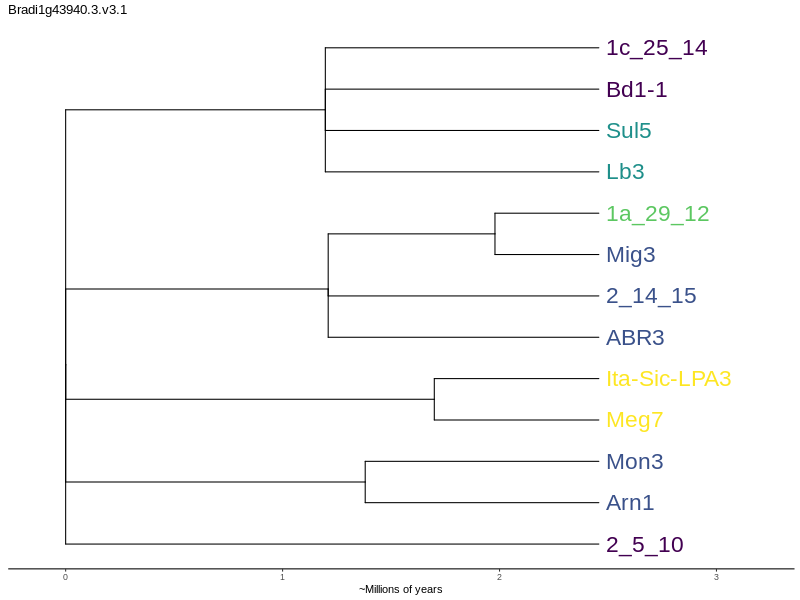 Bradi1g43940.3.v3.1
1c_25_14
Bd1-1
Sul5
Lb3
1a_29_12
Mig3
2_14_15
ABR3
Ita-Sic-LPA3
Meg7
Mon3
Arn1
2_5_10
0 1 2 3
~Millions of years